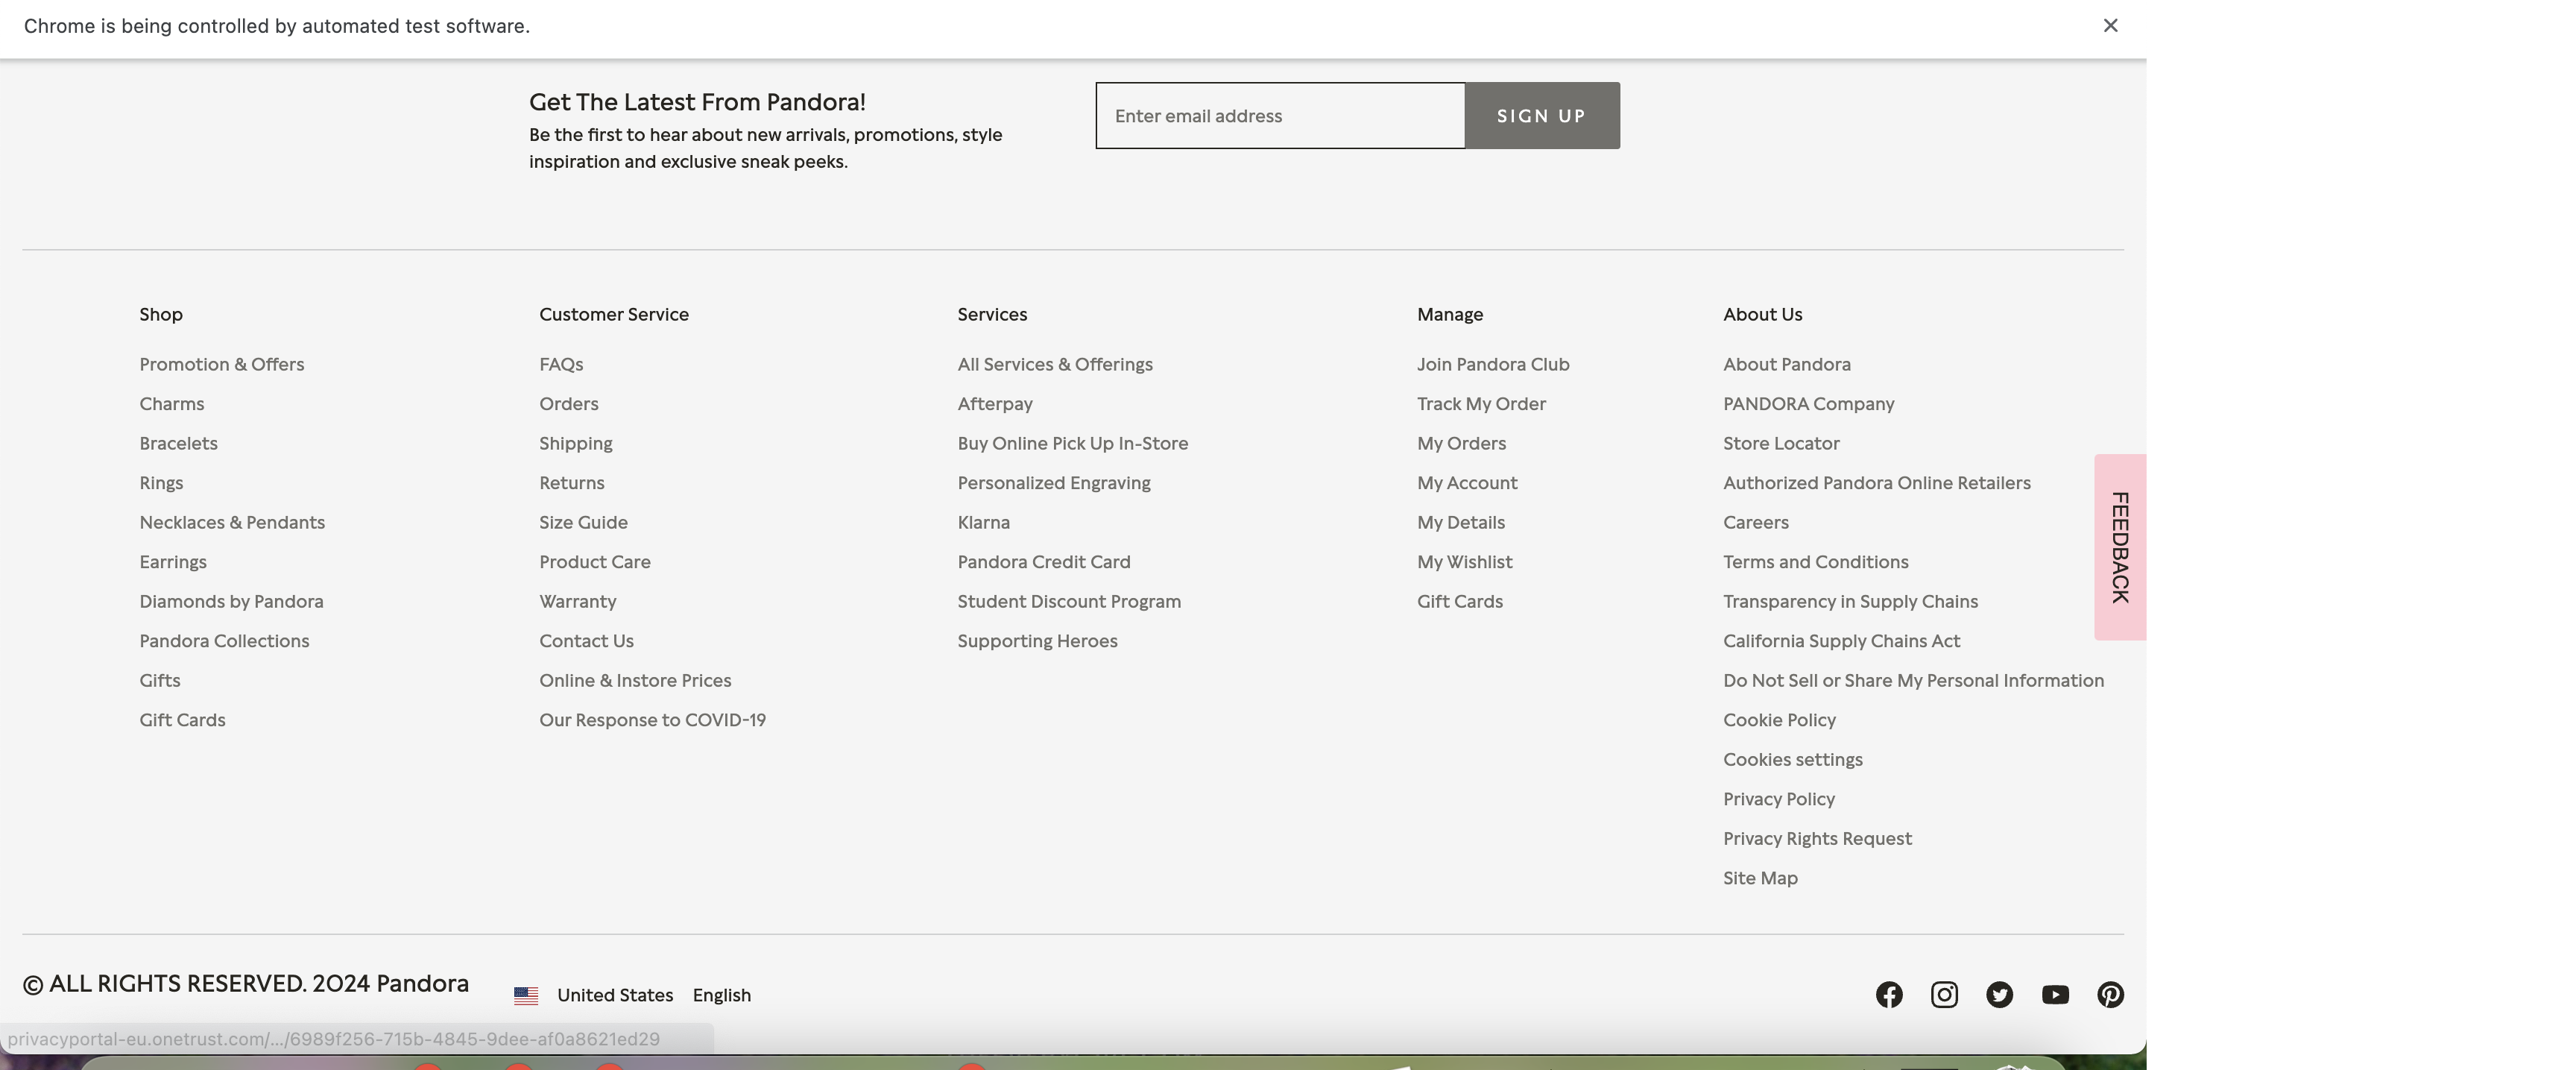 Chrome is being controlled by automated test software.
Get The Latest From Pandora!
Be the first to hear about new arrivals, promotions, style
inspiration and exclusive sneak peeks.
Enter email address
SIGN UP
Shop
Promotion & Offers
Charms
Bracelets
Rings
Necklaces & Pendants
Earrings
Diamonds by Pandora
Pandora Collections
Gifts
Gift Cards
Customer Service
FAQs
Orders
Shipping
Returns
Size Guide
Product Care
Warranty
Contact Us
Online & Instore Prices
Our Response to COVID-19
Services
All Services & Offerings
Afterpay
Buy Online Pick Up In-Store
Personalized Engraving
Klarna
Pandora Credit Card
Student Discount Program
Supporting Heroes
Manage
Join Pandora Club
Track My Order
My Orders
My Account
My Details
My Wishlist
Gift Cards
About Us
About Pandora
PANDORA Company
Store Locator
Authorized Pandora Online Retailers
Careers
Terms and Conditions
Transparency in Supply Chains
California Supply Chains Act
Do Not Sell or Share My Personal Information
Cookie Policy
Cookies settings
Privacy Policy
Privacy Rights Request
Site Map
FEEDBACK
© ALL RIGHTS RESERVED. 2024 Pandora
United States English
privacyportal-eu.onetrust.com/.../6989f256-715b-4845-9dee-af0a8621ed29